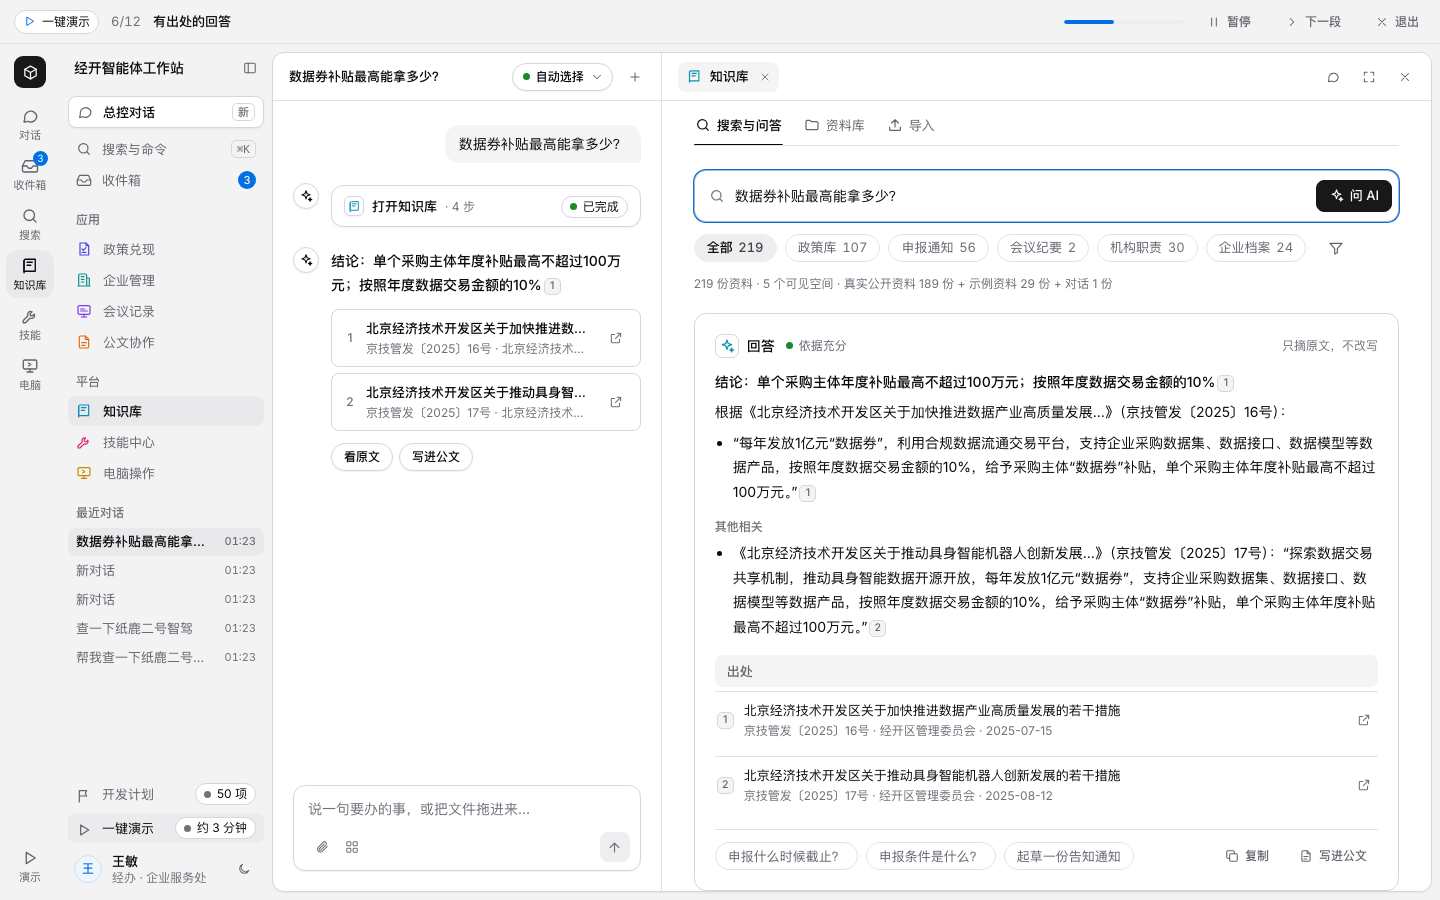 一键演示
6/12
有出处的回答
暂停
下一段
退出
对话
3
收件箱
搜索
知识库
技能
电脑
演示
经开智能体工作站
总控对话
新
搜索与命令
⌘K
收件箱
3
应用
政策兑现
企业管理
会议记录
公文协作
平台
知识库
技能中心
电脑操作
最近对话
数据券补贴最高能拿... 01:23
新对话 01:23
新对话 01:23
查一下纸鹿二号智驾 01:23
帮我查一下纸鹿二号... 01:23
开发计划
50 项
一键演示
约 3 分钟
王
王敏
经办 · 企业服务处
数据券补贴最高能拿多少?
自动选择
数据券补贴最高能拿多少?
打开知识库 · 4 步
已完成
结论：单个采购主体年度补贴最高不超过100万
元；按照年度数据交易金额的10% 1
1
北京经济技术开发区关于加快推进数...
京技管发〔2025〕16号 · 北京经济技术...
2
北京经济技术开发区关于推动具身智...
京技管发〔2025〕17号 · 北京经济技术...
看原文
写进公文
说一句要办的事，或把文件拖进来...
知识库
搜索与问答
资料库
导入
数据券补贴最高能拿多少?
问 AI
全部 219
政策库 107
申报通知 56
会议纪要 2
机构职责 30
企业档案 24
219 份资料 · 5 个可见空间 · 真实公开资料 189 份 + 示例资料 29 份 + 对话 1 份
回答
依据充分
只摘原文，不改写
结论：单个采购主体年度补贴最高不超过100万元；按照年度数据交易金额的10% 1
根据《北京经济技术开发区关于加快推进数据产业高质量发展...》（京技管发〔2025〕16号）：
• “每年发放1亿元“数据券”，利用合规数据流通交易平台，支持企业采购数据集、数据接口、数据模型等数
据产品，按照年度数据交易金额的10%，给予采购主体“数据券”补贴，单个采购主体年度补贴最高不超过
100万元。” 1
其他相关
• 《北京经济技术开发区关于推动具身智能机器人创新发展...》（京技管发〔2025〕17号）：“探索数据交易
共享机制，推动具身智能数据开源开放，每年发放1亿元“数据券”，支持企业采购数据集、数据接口、数
据模型等数据产品，按照年度数据交易金额的10%，给予采购主体“数据券”补贴，单个采购主体年度补贴
最高不超过100万元。” 2
出处
1
北京经济技术开发区关于加快推进数据产业高质量发展的若干措施
京技管发〔2025〕16号 · 经开区管理委员会 · 2025-07-15
2
北京经济技术开发区关于推动具身智能机器人创新发展的若干措施
京技管发〔2025〕17号 · 经开区管理委员会 · 2025-08-12
申报什么时候截止?
申报条件是什么?
起草一份告知通知
复制
写进公文